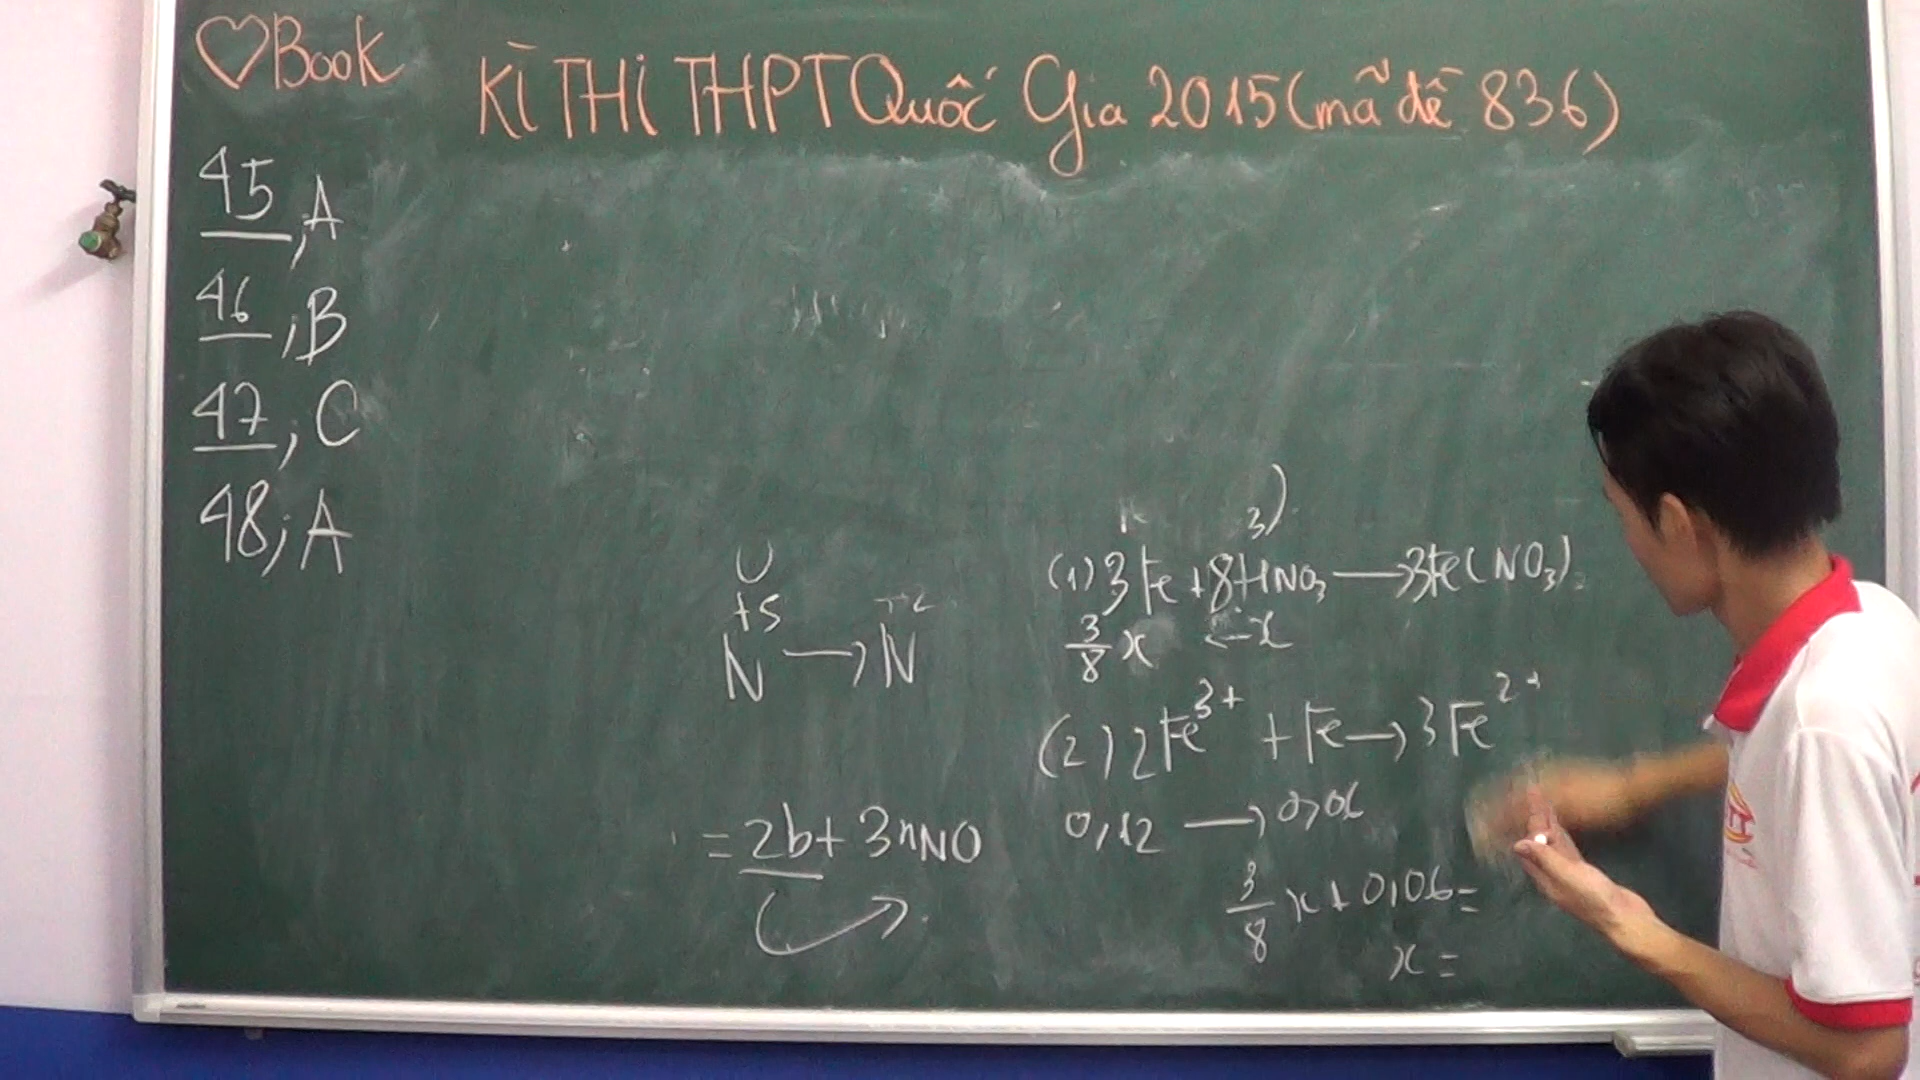 ♡Book
KÌ THI THPT Quốc Gia 2015 (mã đề 836)
45, A
46, B
47, C
48; A
+5 +2
N → N
= 2b + 3nNO
3)
(1) 3Fe + 8HNO₃ → 3Fe(NO₃)₂
3/8 x ← x
(2) 2Fe³⁺ + Fe → 3Fe²⁺
0,12 → 0,06
3/8 x + 0,06 =
x =